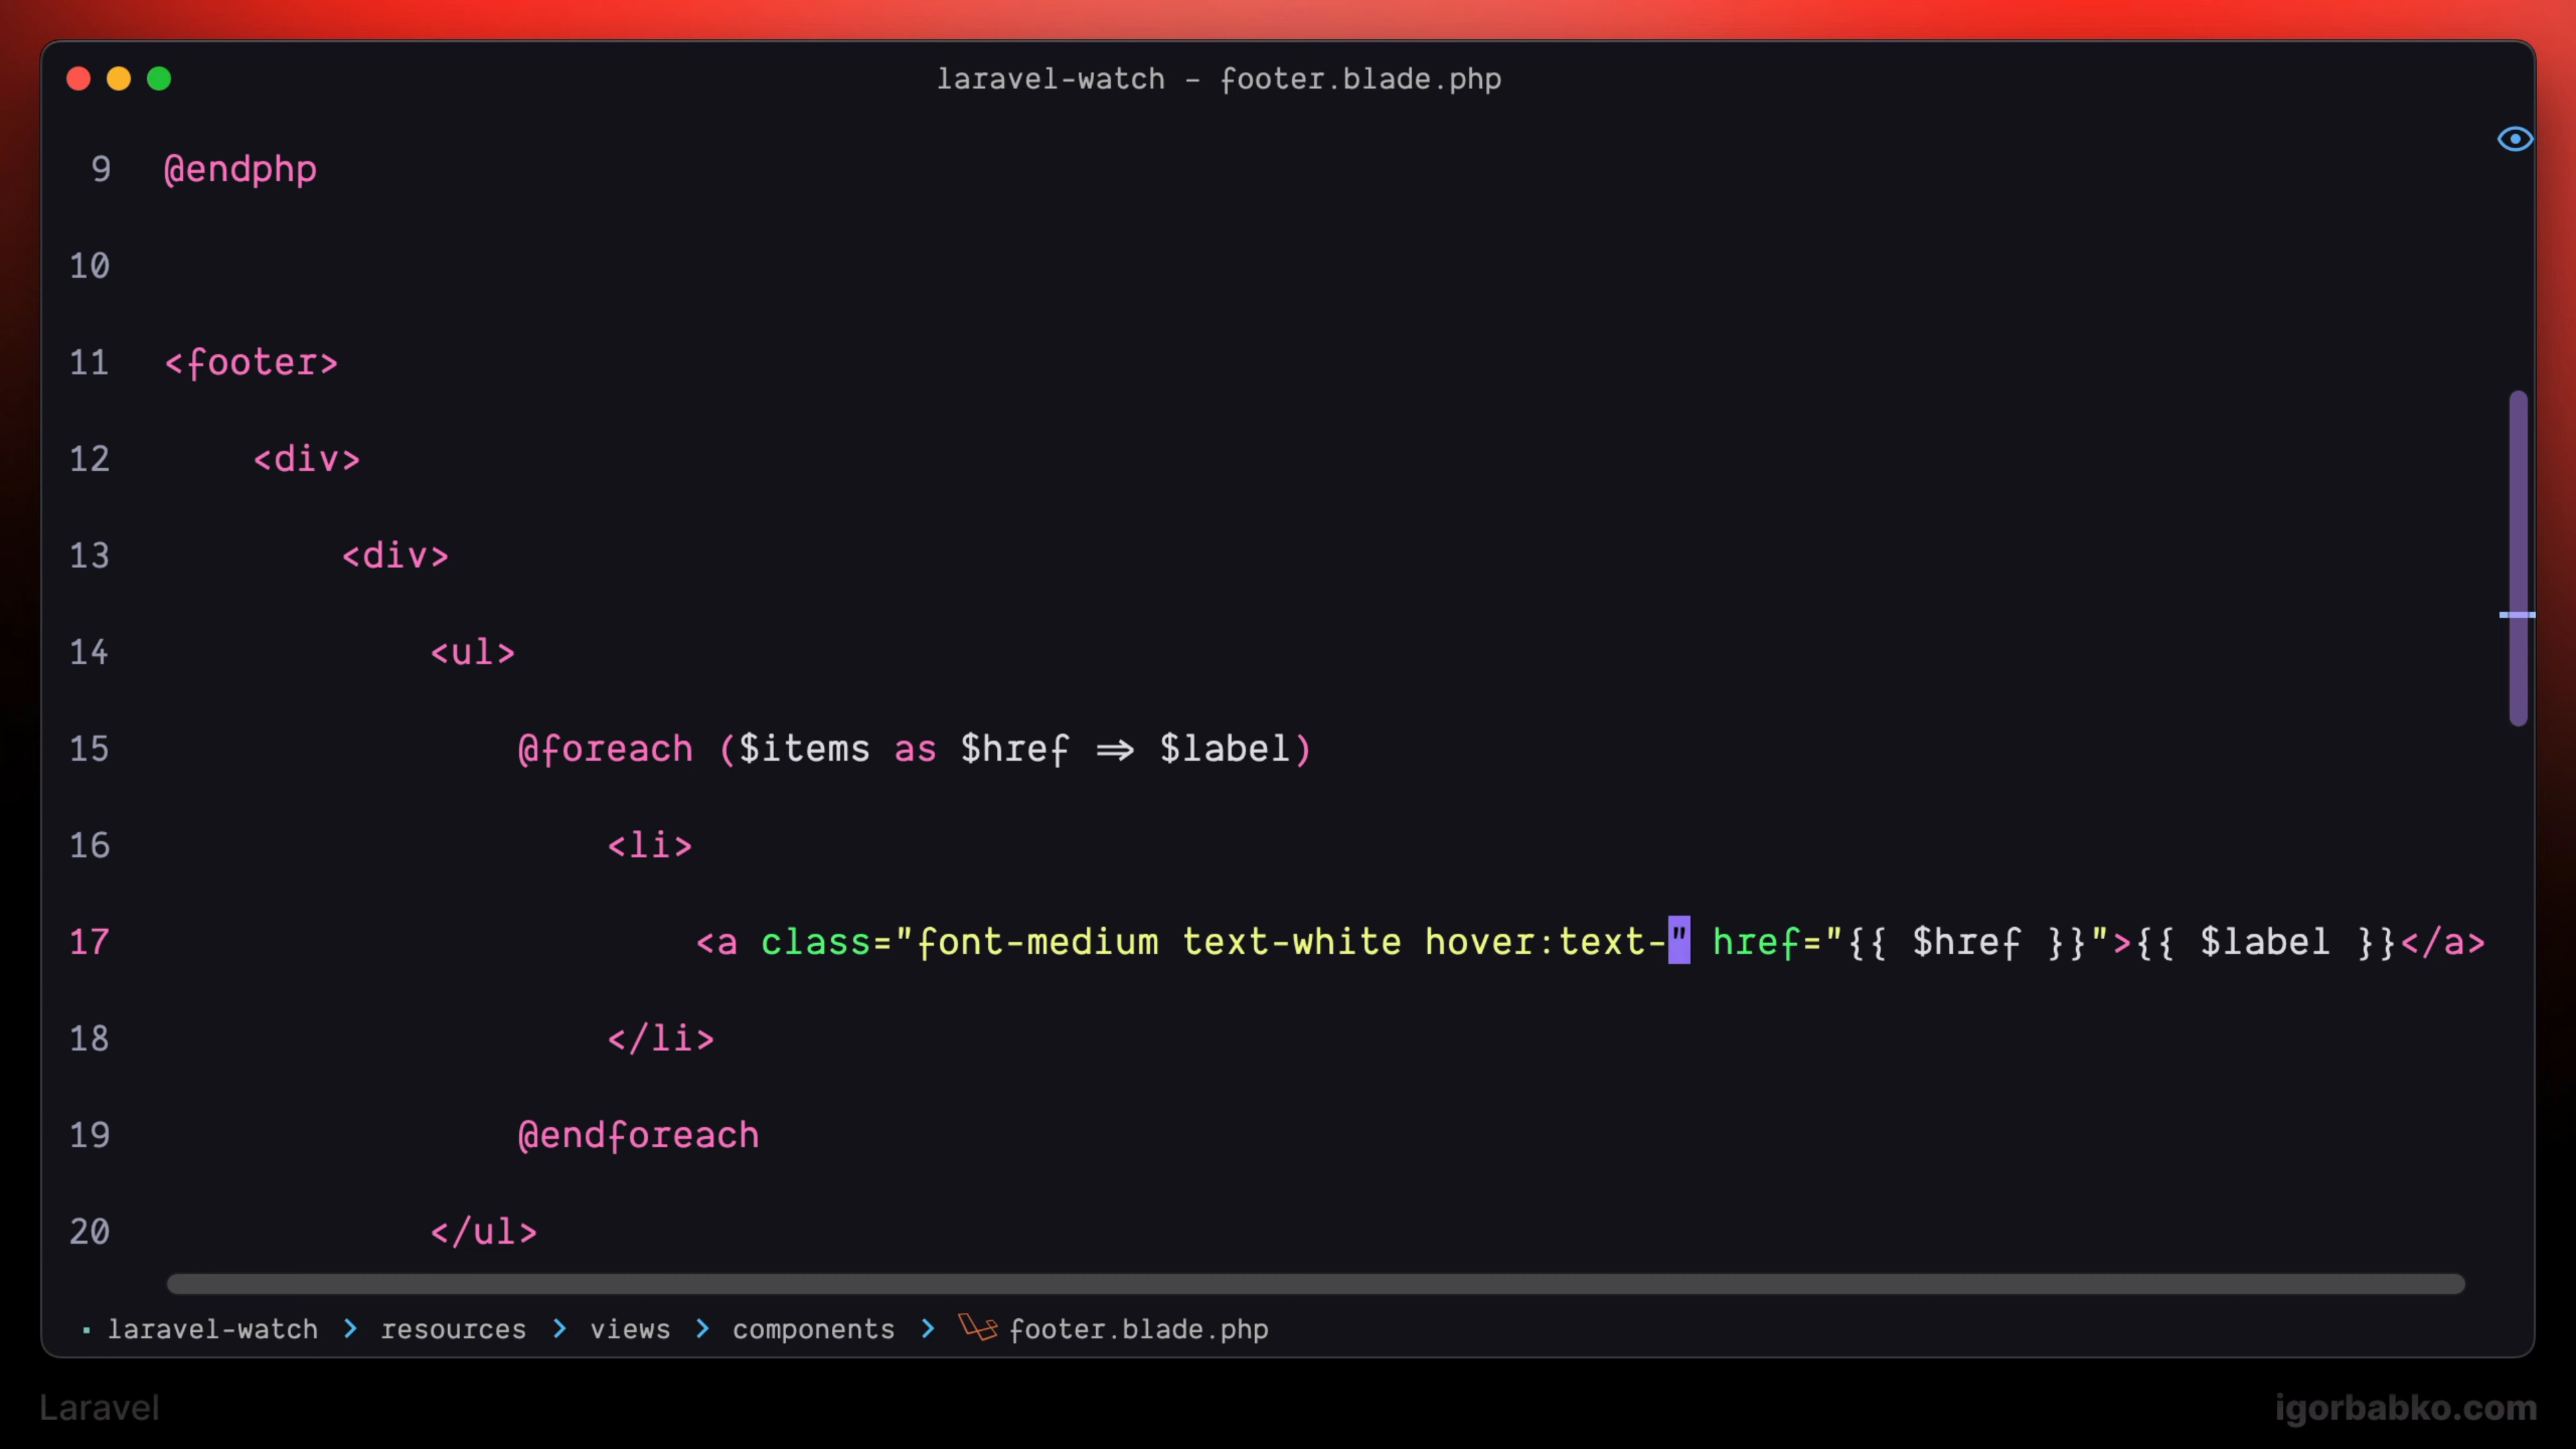 laravel-watch – footer.blade.php
9 @endphp
10
11 <footer>
12 <div>
13 <div>
14 <ul>
15 @foreach ($items as $href => $label)
16 <li>
17 <a class="font-medium text-white hover:text-" href="{{ $href }}">{{ $label }}</a>
18 </li>
19 @endforeach
20 </ul>
laravel-watch > resources > views > components > footer.blade.php
Laravel
igorbabko.com